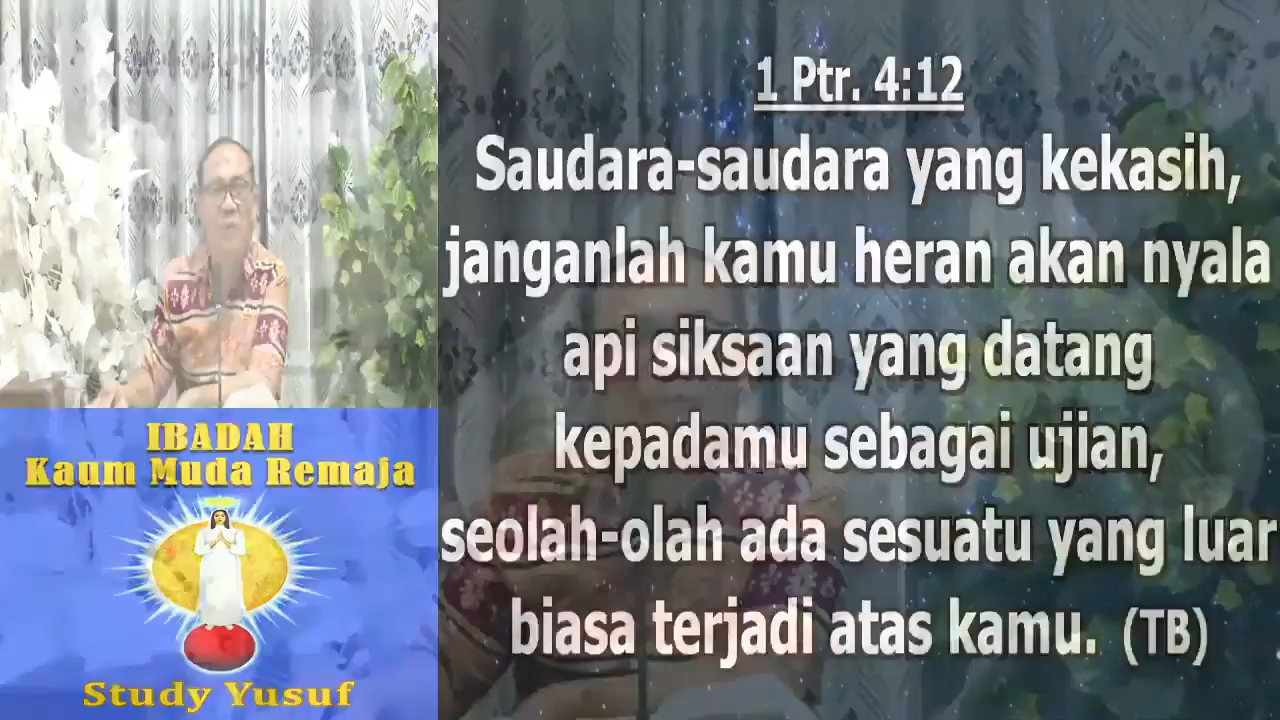 1 Ptr. 4:12
Saudara-saudara yang kekasih,
janganlah kamu heran akan nyala
api siksaan yang datang
kepadamu sebagai ujian,
seolah-olah ada sesuatu yang luar
biasa terjadi atas kamu. (TB)
IBADAH
Kaum Muda Remaja
Study Yusuf